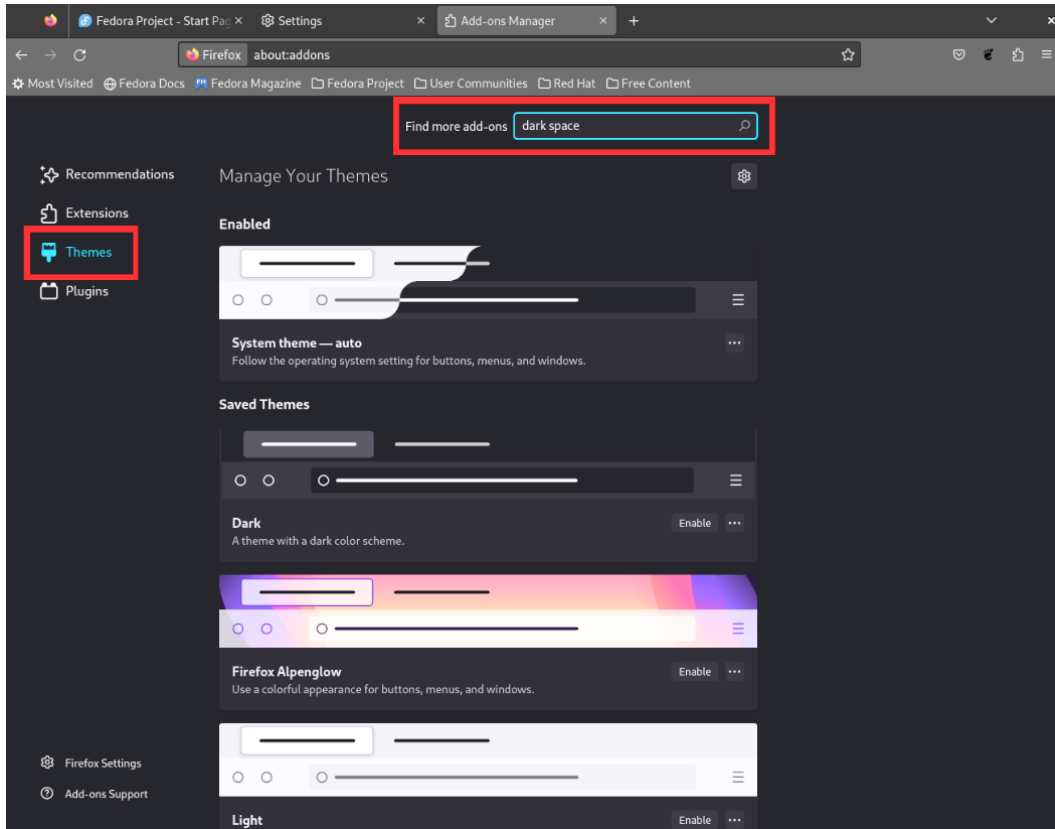 Fedora Project - Start Pag
Settings
Add-ons Manager
Firefox about:addons
Most Visited Fedora Docs Fedora Magazine Fedora Project User Communities Red Hat Free Content
Find more add-ons dark space
Recommendations
Extensions
Themes
Plugins
Manage Your Themes
Enabled
System theme — auto
Follow the operating system setting for buttons, menus, and windows.
Saved Themes
Dark
Enable
A theme with a dark color scheme.
Firefox Alpenglow
Enable
Use a colorful appearance for buttons, menus, and windows.
Light
Enable
Firefox Settings
Add-ons Support